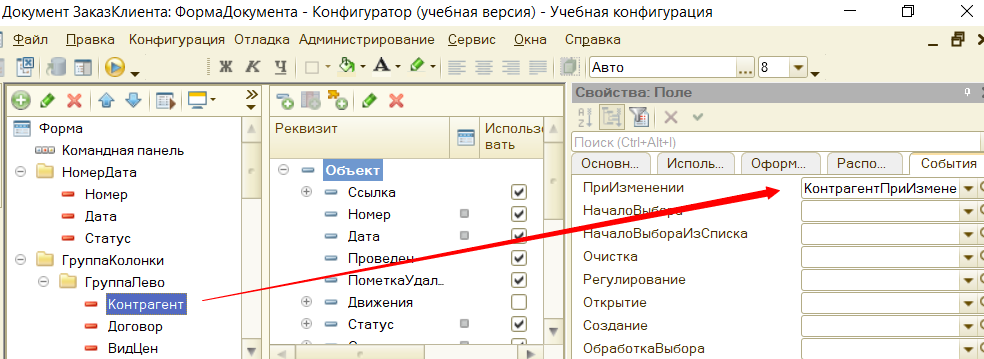 Документ ЗаказКлиента: ФормаДокумента - Конфигуратор (учебная версия) - Учебная конфигурация
Файл Правка Конфигурация Отладка Администрирование Сервис Окна Справка
Ж К Ч Авто ... 8
Форма
Командная панель
НомерДата
Номер
Дата
Статус
ГруппаКолонки
ГруппаЛево
Контрагент
Договор
ВидЦен
Реквизит Использовать
Объект
Ссылка
Номер
Дата
Проведен
ПометкаУдал...
Движения
Статус
Свойства: Поле
Поиск (Ctrl+Alt+I)
Основн... Исполь... Оформ... Распо... События
ПриИзменении КонтрагентПриИзмене
НачалоВыбора
НачалоВыбораИзСписка
Очистка
Регулирование
Открытие
Создание
ОбработкаВыбора